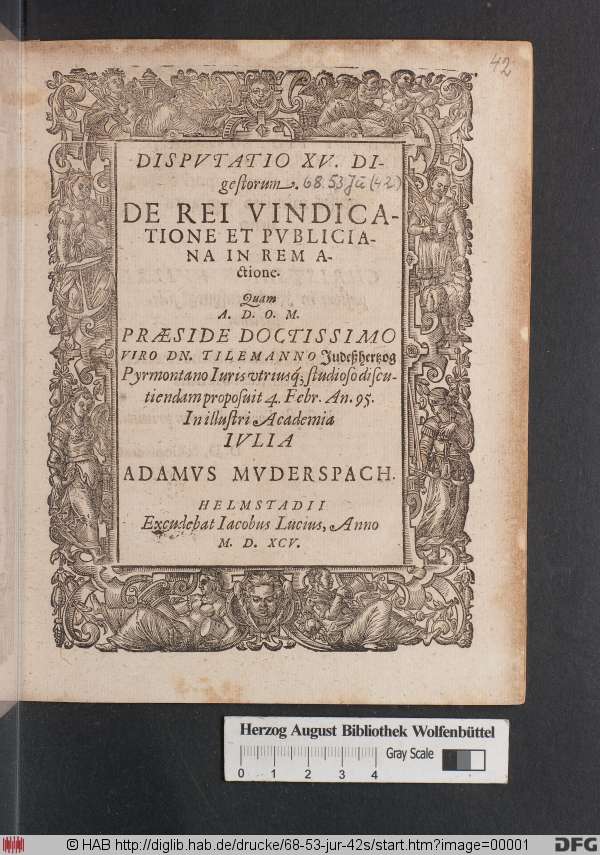 42
DISPVTATIO XV. DI-
gestorum. 68.53 Jur (42)
DE REI VINDICA-
TIONE ET PVBLICIA-
NA IN REM A-
ctione.
Quam
A. D. O. M.
PRÆSIDE DOCTISSIMO
VIRO DN. TILEMANNO Judeßhertzog
Pyrmontano Iuris vtriusq́; studioso discu-
tiendam proposuit 4. Febr. An. 95.
In illustri Academia
IVLIA
ADAMVS MVDERSPACH.
HELMSTADII
Excudebat Iacobus Lucius, Anno
M. D. XCV.
Herzog August Bibliothek Wolfenbüttel
Gray Scale
0 1 2 3 4
© HAB http://diglib.hab.de/drucke/68-53-jur-42s/start.htm?image=00001
DFG